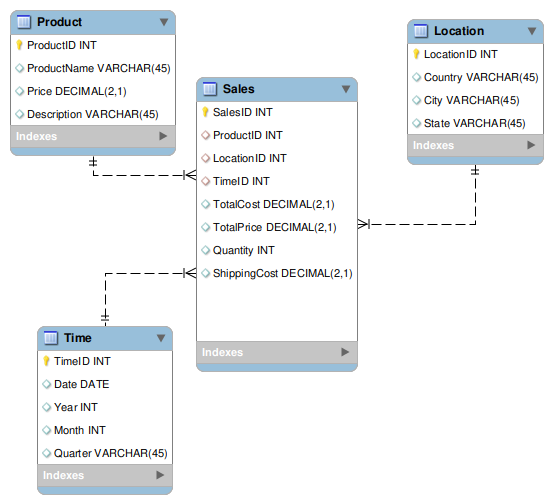 Product
ProductID INT
ProductName VARCHAR(45)
Price DECIMAL(2,1)
Description VARCHAR(45)
Indexes
Location
LocationID INT
Country VARCHAR(45)
City VARCHAR(45)
State VARCHAR(45)
Indexes
Sales
SalesID INT
ProductID INT
LocationID INT
TimeID INT
TotalCost DECIMAL(2,1)
TotalPrice DECIMAL(2,1)
Quantity INT
ShippingCost DECIMAL(2,1)
Indexes
Time
TimeID INT
Date DATE
Year INT
Month INT
Quarter VARCHAR(45)
Indexes